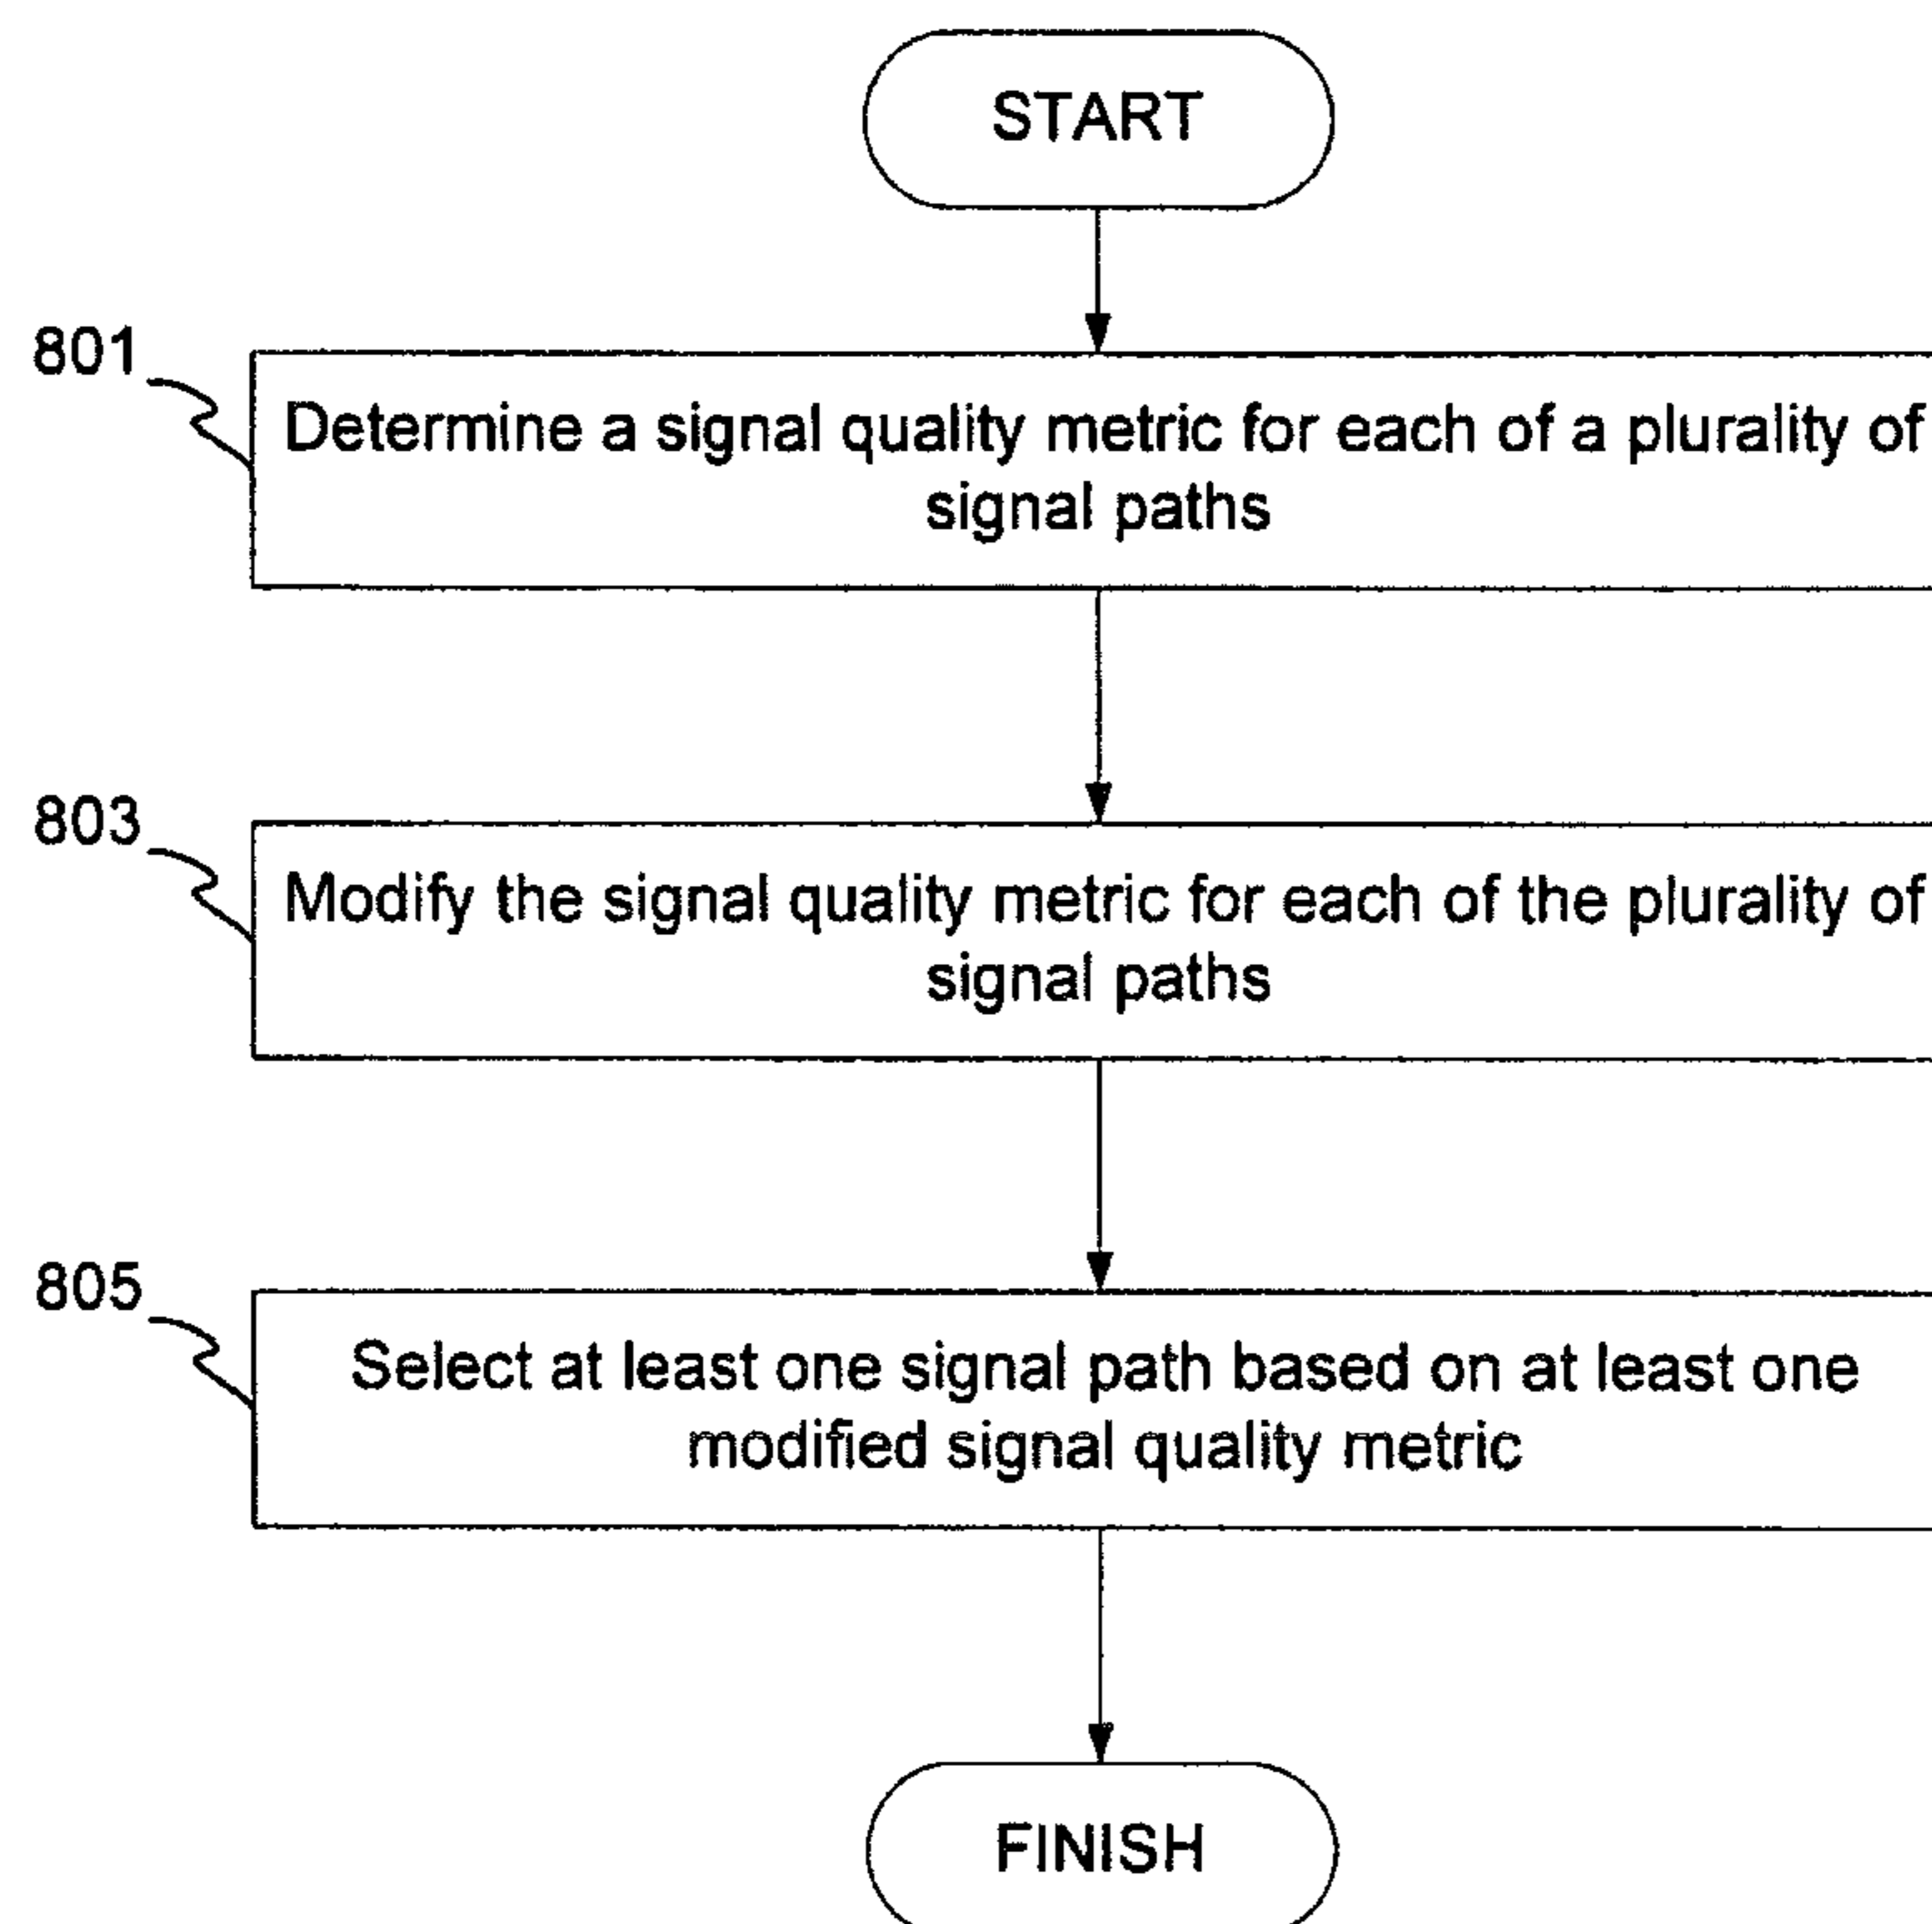 START
801
Determine a signal quality metric for each of a plurality of
signal paths
803
Modify the signal quality metric for each of the plurality of
signal paths
805
Select at least one signal path based on at least one
modified signal quality metric
FINISH